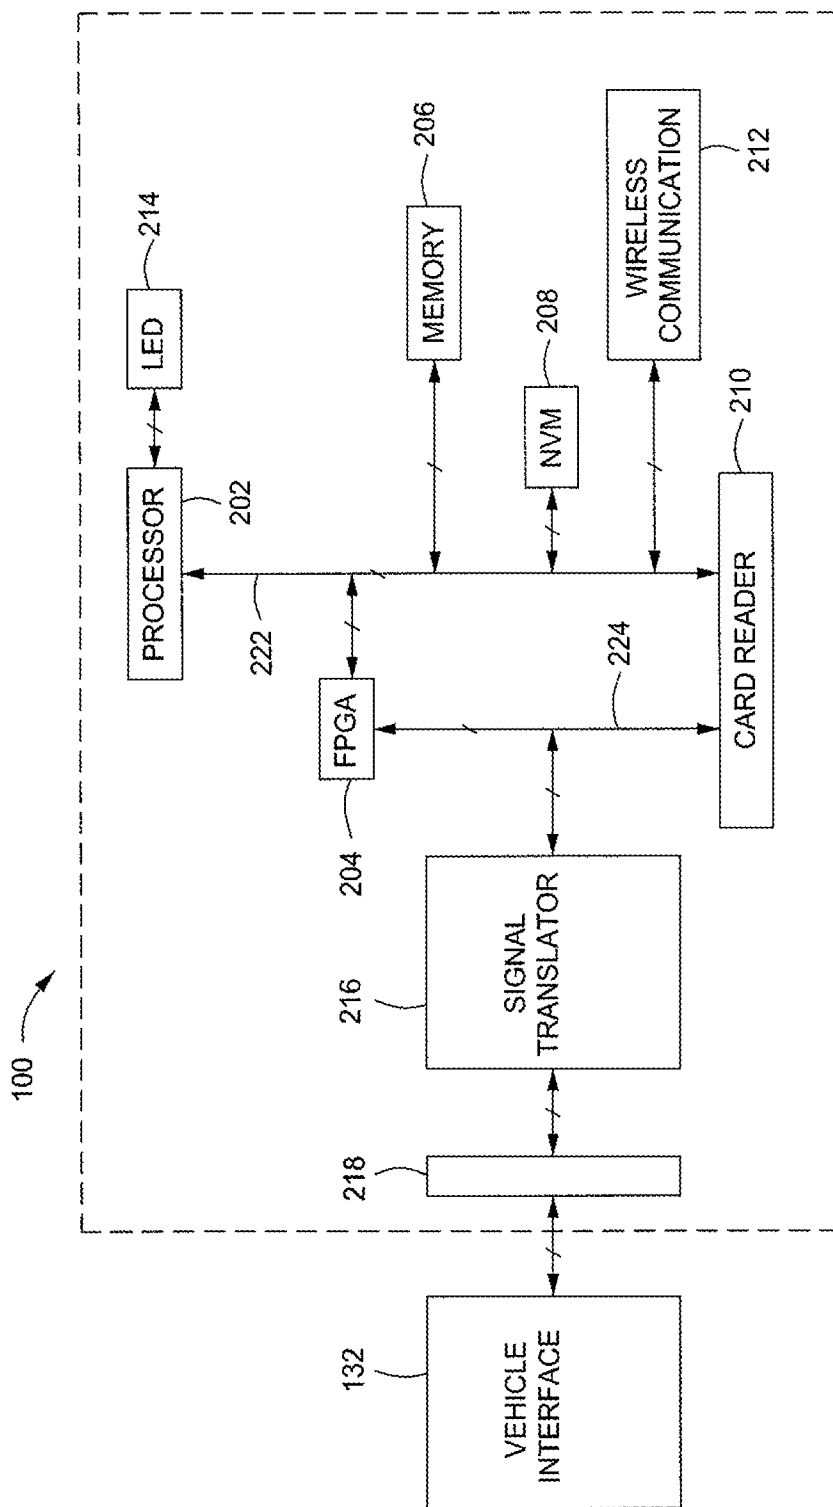 100
PROCESSOR
202
LED
214
222
FPGA
204
MEMORY
206
NVM
208
WIRELESS
COMMUNICATION
212
224
CARD READER
210
SIGNAL
TRANSLATOR
216
218
VEHICLE
INTERFACE
132